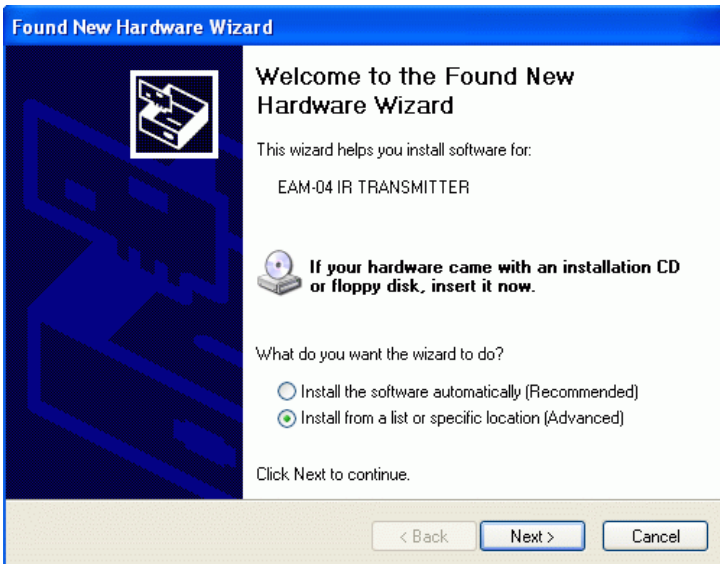 Found New Hardware Wizard
Welcome to the Found New
Hardware Wizard
This wizard helps you install software for:
EAM-04 IR TRANSMITTER
If your hardware came with an installation CD
or floppy disk, insert it now.
What do you want the wizard to do?
Install the software automatically (Recommended)
Install from a list or specific location (Advanced)
Click Next to continue.
< Back Next > Cancel